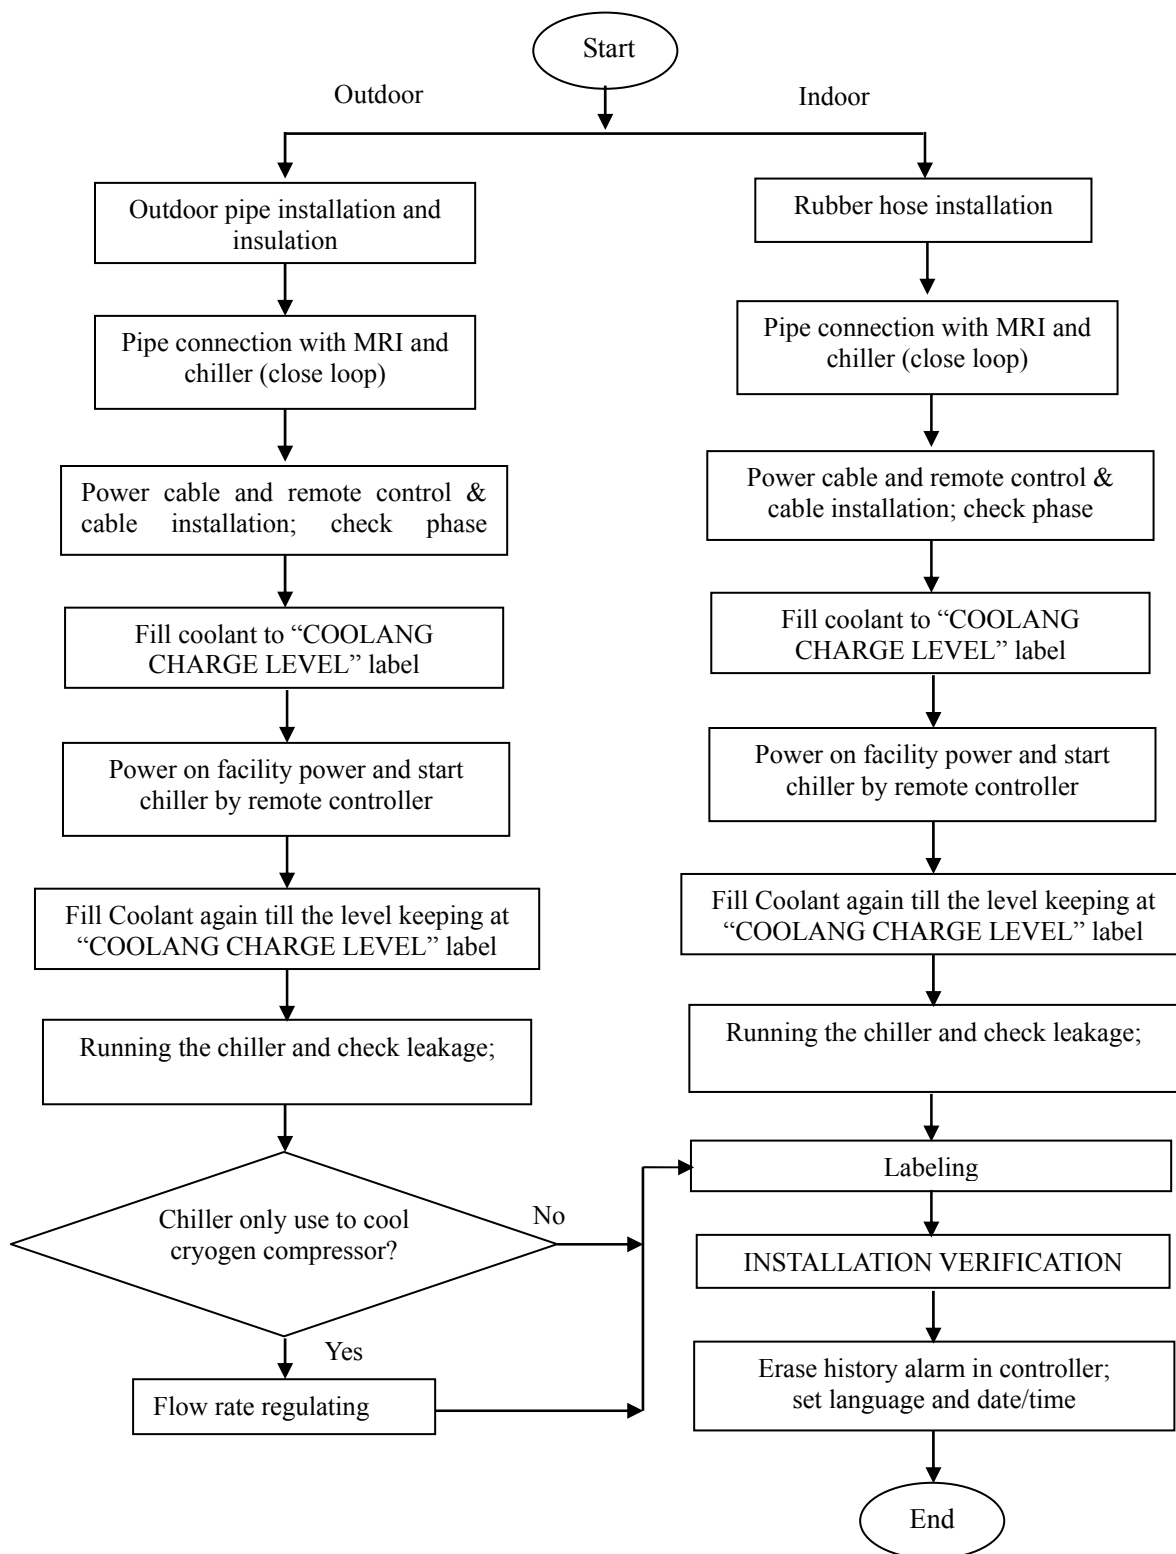 Start
Outdoor
Indoor
Outdoor pipe installation and
insulation
Pipe connection with MRI and
chiller (close loop)
Power cable and remote control &
cable installation; check phase
Fill coolant to “COOLANG
CHARGE LEVEL” label
Power on facility power and start
chiller by remote controller
Fill Coolant again till the level keeping at
“COOLANG CHARGE LEVEL” label
Running the chiller and check leakage;
Chiller only use to cool
cryogen compressor?
No
Yes
Flow rate regulating
Rubber hose installation
Pipe connection with MRI and
chiller (close loop)
Power cable and remote control &
cable installation; check phase
Fill coolant to “COOLANG
CHARGE LEVEL” label
Power on facility power and start
chiller by remote controller
Fill Coolant again till the level keeping at
“COOLANG CHARGE LEVEL” label
Running the chiller and check leakage;
Labeling
INSTALLATION VERIFICATION
Erase history alarm in controller;
set language and date/time
End